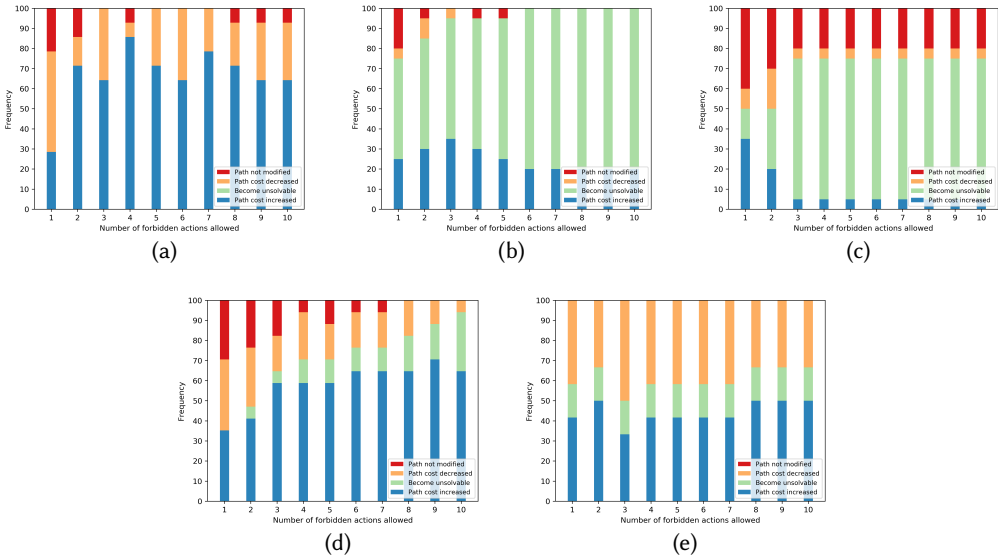 100
90
80
70
60
50
40
30
20
10
0
Frequency
Path not modified
Path cost decreased
Become unsolvable
Path cost increased
1 2 3 4 5 6 7 8 9 10
Number of forbidden actions allowed
(a)
100
90
80
70
60
50
40
30
20
10
0
Frequency
Path not modified
Path cost decreased
Become unsolvable
Path cost increased
1 2 3 4 5 6 7 8 9 10
Number of forbidden actions allowed
(b)
100
90
80
70
60
50
40
30
20
10
0
Frequency
Path not modified
Path cost decreased
Become unsolvable
Path cost increased
1 2 3 4 5 6 7 8 9 10
Number of forbidden actions allowed
(c)
100
90
80
70
60
50
40
30
20
10
0
Frequency
Path not modified
Path cost decreased
Become unsolvable
Path cost increased
1 2 3 4 5 6 7 8 9 10
Number of forbidden actions allowed
(d)
100
90
80
70
60
50
40
30
20
10
0
Frequency
Path not modified
Path cost decreased
Become unsolvable
Path cost increased
1 2 3 4 5 6 7 8 9 10
Number of forbidden actions allowed
(e)